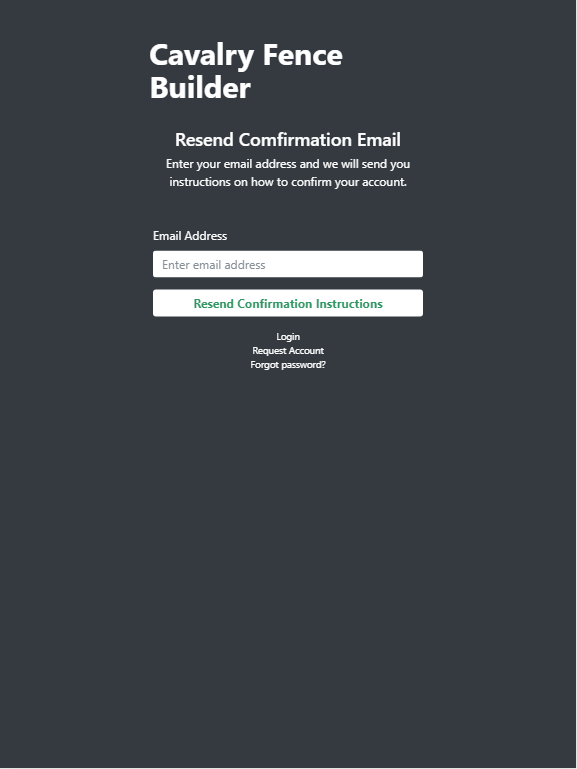 Cavalry Fence
Builder
Resend Comfirmation Email
Enter your email address and we will send you
instructions on how to confirm your account.
Email Address
Enter email address
Resend Confirmation Instructions
Login
Request Account
Forgot password?